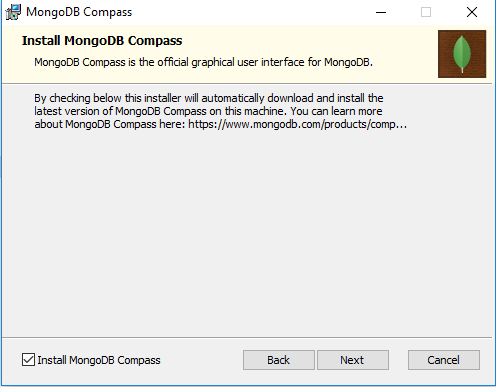 MongoDB Compass
Install MongoDB Compass
MongoDB Compass is the official graphical user interface for MongoDB.
By checking below this installer will automatically download and install the
latest version of MongoDB Compass on this machine. You can learn more
about MongoDB Compass here: https://www.mongodb.com/products/comp...
Install MongoDB Compass
Back
Next
Cancel